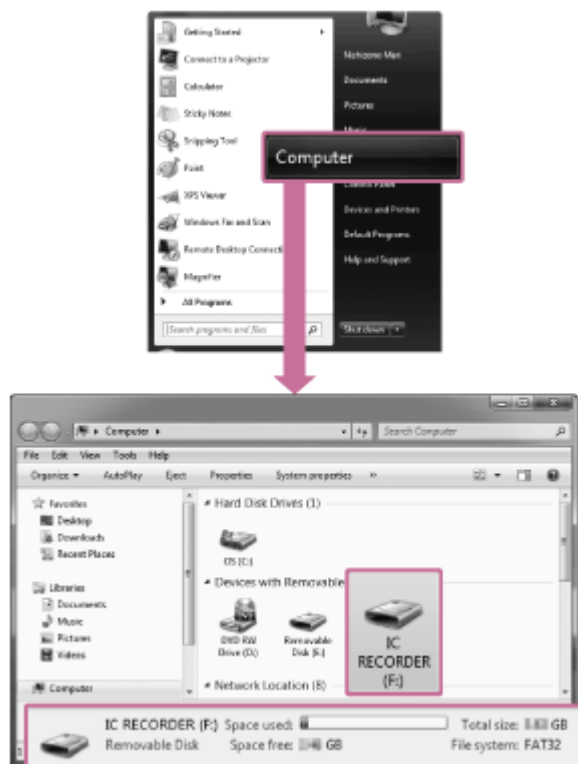 Getting Started
Connect to a Projector
Calculator
Sticky Notes
Snipping Tool
Paint
XPS Viewer
Windows Fax and Scan
Remote Desktop Connecti
Magnifier
All Programs
Search programs and files
Documents
Pictures
Music
Computer
Control Panel
Devices and Printers
Default Programs
Help and Support
Shut down
Computer
Search Computer
File Edit View Tools Help
Organize AutoPlay Eject Properties System properties »
Favorites
Desktop
Downloads
Recent Places
Libraries
Documents
Music
Pictures
Videos
Computer
Hard Disk Drives (1)
OS (C:)
Devices with Removable
DVD RW
Drive (D:)
Removable
Disk (E:)
IC
RECORDER
(F:)
Network Location (8)
IC RECORDER (F:) Space used: Total size: GB
Removable Disk Space free: GB File system: FAT32